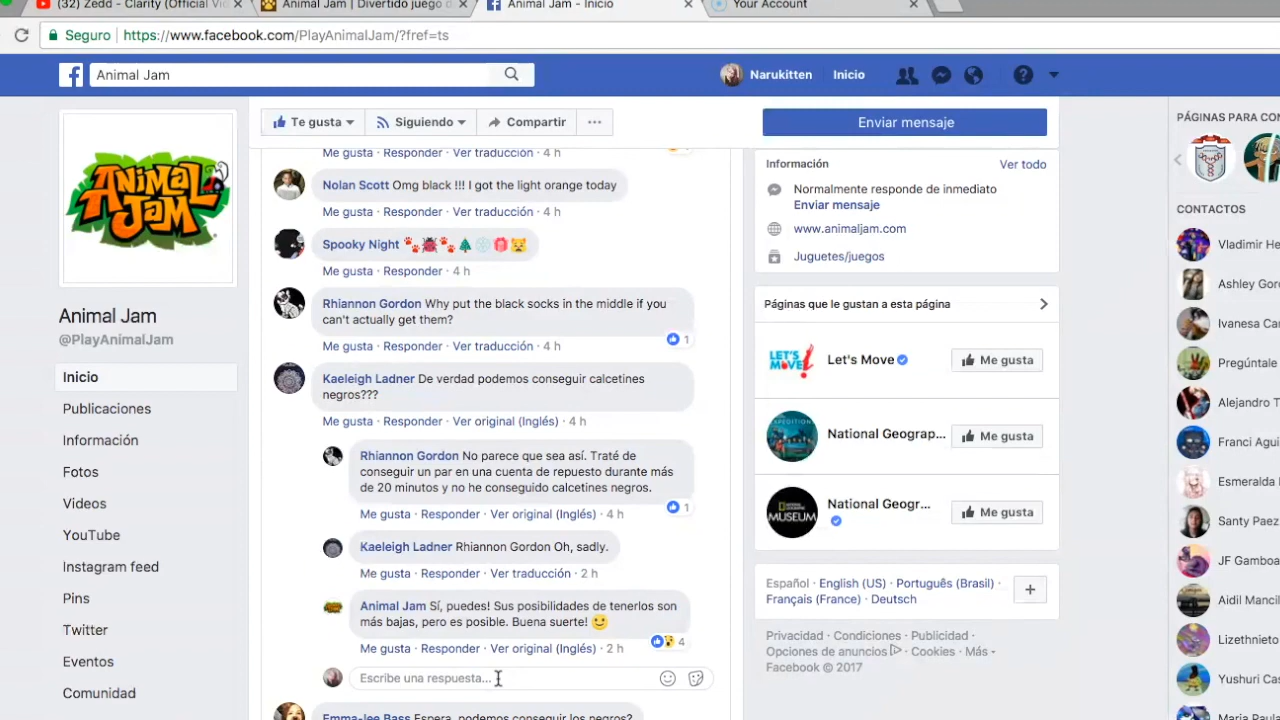 (32) Zedd - Clarity (Official Vi
Animal Jam | Divertido juego d
Animal Jam - Inicio
Your Account
Seguro
https://www.facebook.com/PlayAnimalJam/?fref=ts
Animal Jam
Narukitten
Inicio
ANIMAL JAM
Animal Jam
@PlayAnimalJam
Inicio
Publicaciones
Información
Fotos
Videos
YouTube
Instagram feed
Pins
Twitter
Eventos
Comunidad
Te gusta
Siguiendo
Compartir
Enviar mensaje
Me gusta · Responder · Ver traducción · 4 h
Nolan Scott Omg black !!! I got the light orange today
Me gusta · Responder · Ver traducción · 4 h
Spooky Night 🐾🐞🐾🌲❄️🎁😿
Me gusta · Responder · 4 h
Rhiannon Gordon Why put the black socks in the middle if you
can't actually get them?
1
Me gusta · Responder · Ver traducción · 4 h
Kaeleigh Ladner De verdad podemos conseguir calcetines
negros???
Me gusta · Responder · Ver original (Inglés) · 4 h
Rhiannon Gordon No parece que sea así. Traté de
conseguir un par en una cuenta de repuesto durante más
de 20 minutos y no he conseguido calcetines negros.
1
Me gusta · Responder · Ver original (Inglés) · 4 h
Kaeleigh Ladner Rhiannon Gordon Oh, sadly.
Me gusta · Responder · Ver traducción · 2 h
Animal Jam Sí, puedes! Sus posibilidades de tenerlos son
más bajas, pero es posible. Buena suerte! 🙂
4
Me gusta · Responder · Ver original (Inglés) · 2 h
Escribe una respuesta...
Emma-lee Bass Espera, podemos conseguir los negros?
Información
Ver todo
Normalmente responde de inmediato
Enviar mensaje
www.animaljam.com
Juguetes/juegos
Páginas que le gustan a esta página
LET'S MOVE!
Let's Move
Me gusta
EXPEDITION
National Geograp...
Me gusta
MUSEUM
National Geogr...
Me gusta
Español · English (US) · Português (Brasil) ·
Français (France) · Deutsch
Privacidad · Condiciones · Publicidad ·
Opciones de anuncios · Cookies · Más
Facebook © 2017
PÁGINAS PARA CON
CONTACTOS
Vladimir He
Ashley Gor
Ivanesa Car
Pregúntale
Alejandro T
Franci Agui
Esmeralda
Santy Paez
JF Gamboa
Aidil Mancil
Lizethnieto
Yushuri Cas